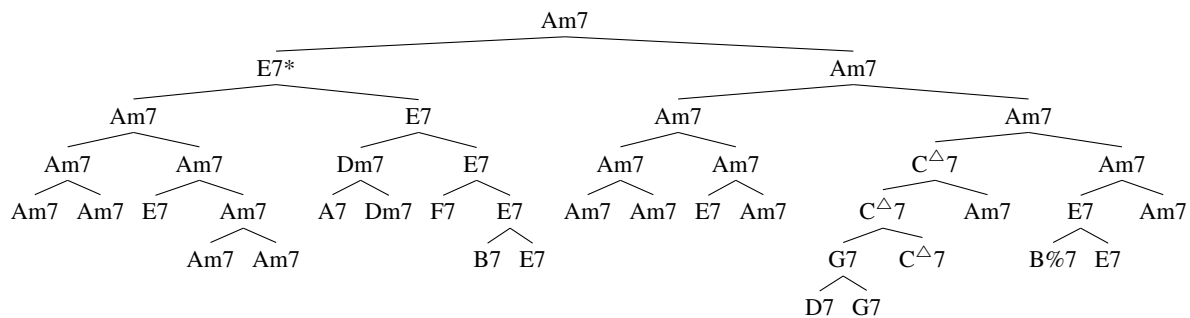 Am7
E7* Am7
Am7 E7 Am7 Am7
Am7 Am7 Dm7 E7 Am7 Am7 C△7 Am7
Am7 Am7 E7 Am7 A7 Dm7 F7 E7 Am7 Am7 E7 Am7 C△7 Am7 E7 Am7
Am7 Am7 B7 E7 G7 C△7 B%7 E7
D7 G7